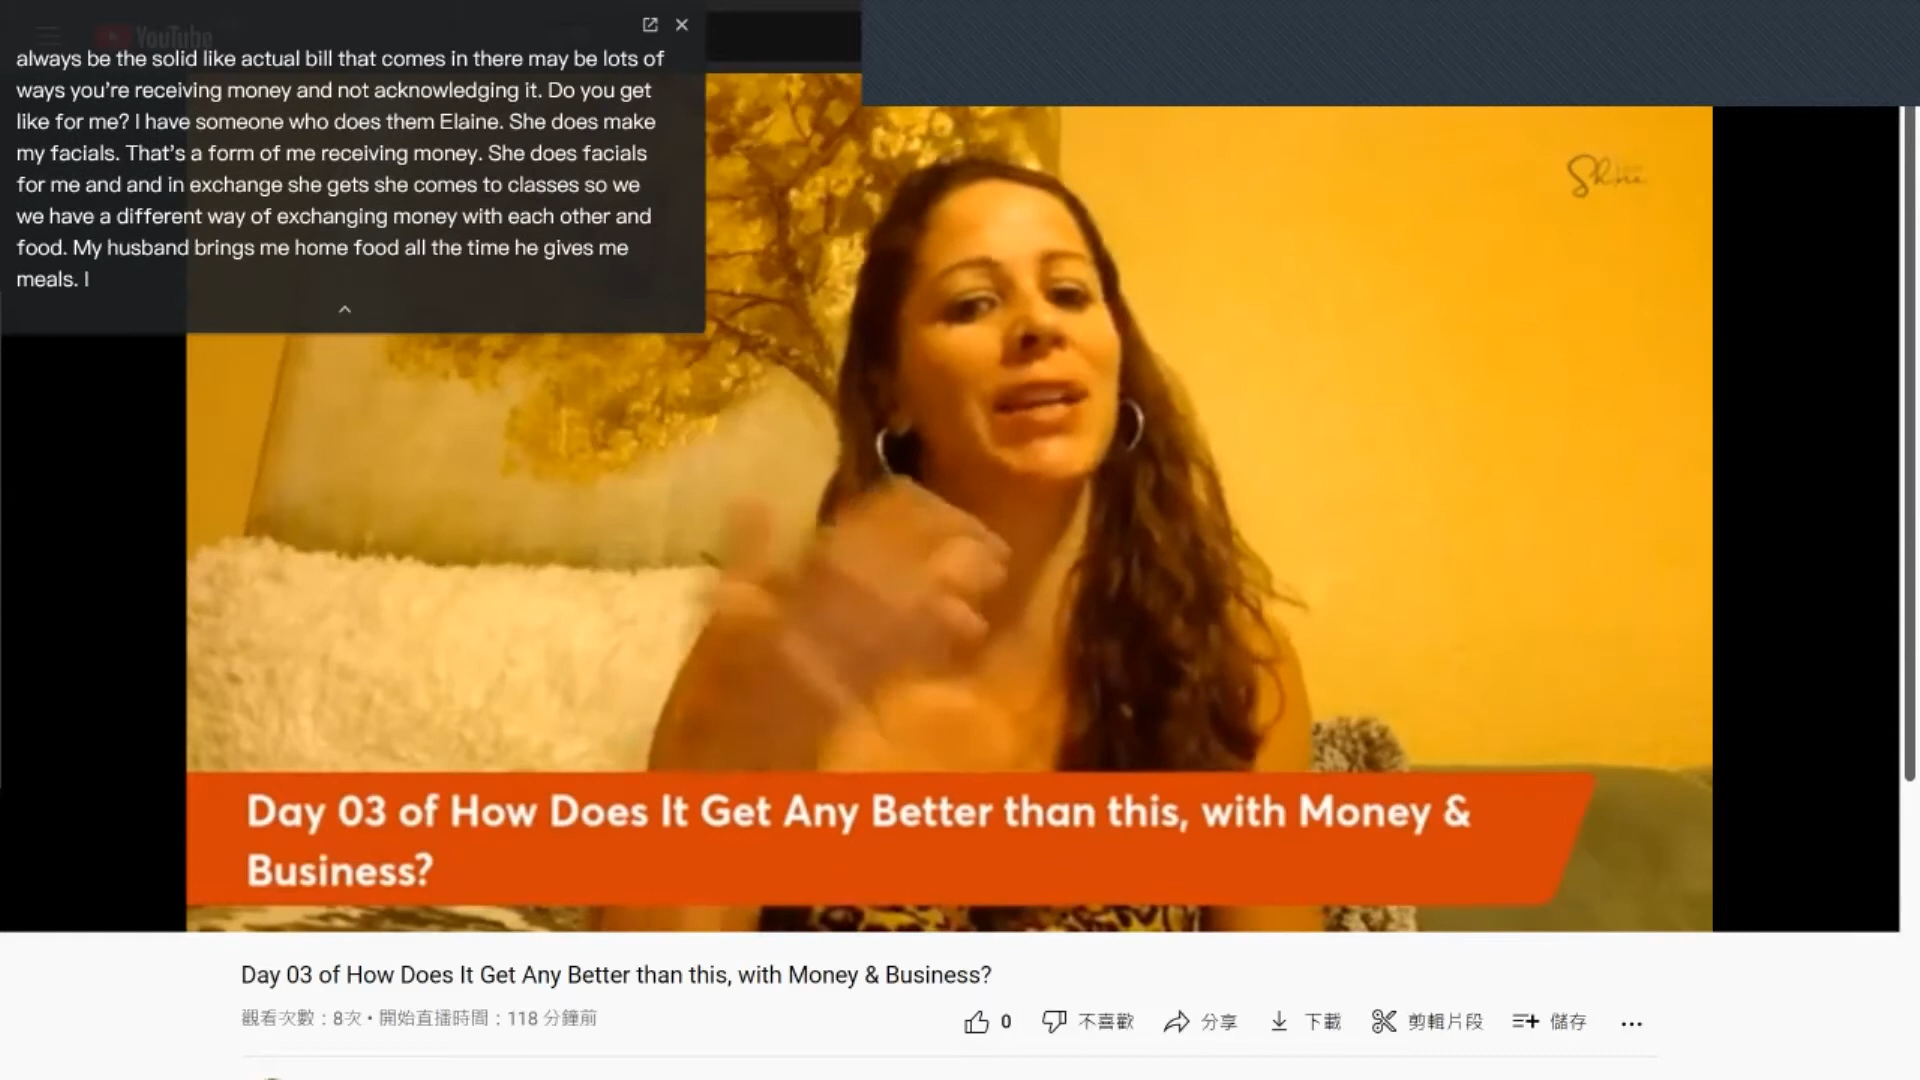 YouTube
always be the solid like actual bill that comes in there may be lots of
ways you're receiving money and not acknowledging it. Do you get
like for me? I have someone who does them Elaine. She does make
my facials. That's a form of me receiving money. She does facials
for me and and in exchange she gets she comes to classes so we
we have a different way of exchanging money with each other and
food. My husband brings me home food all the time he gives me
meals. I
Shine
Day 03 of How Does It Get Any Better than this, with Money &
Business?
Day 03 of How Does It Get Any Better than this, with Money & Business?
觀看次數：8次 • 開始直播時間：118 分鐘前
0 不喜歡 分享 下載 剪輯片段 儲存